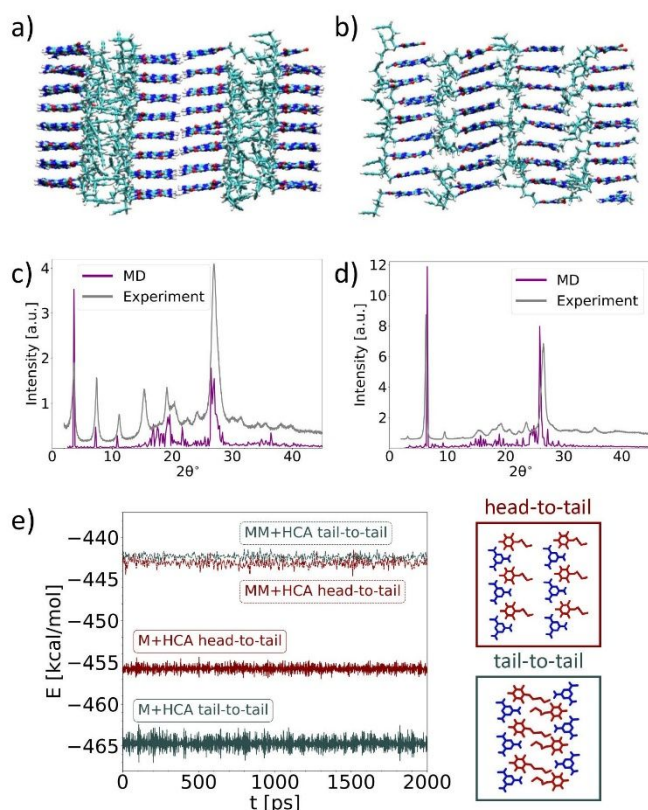 a)
b)
c)
4
3
2
1
Intensity [a.u.]
MD
Experiment
0
10
20
30
40
2θ°
d)
12
10
8
6
4
2
Intensity [a.u.]
MD
Experiment
0
10
20
30
40
2θ°
e)
−440
−445
−450
−455
−460
−465
E [kcal/mol]
MM+HCA tail-to-tail
MM+HCA head-to-tail
M+HCA head-to-tail
M+HCA tail-to-tail
0
500
1000
1500
2000
t [ps]
head-to-tail
tail-to-tail